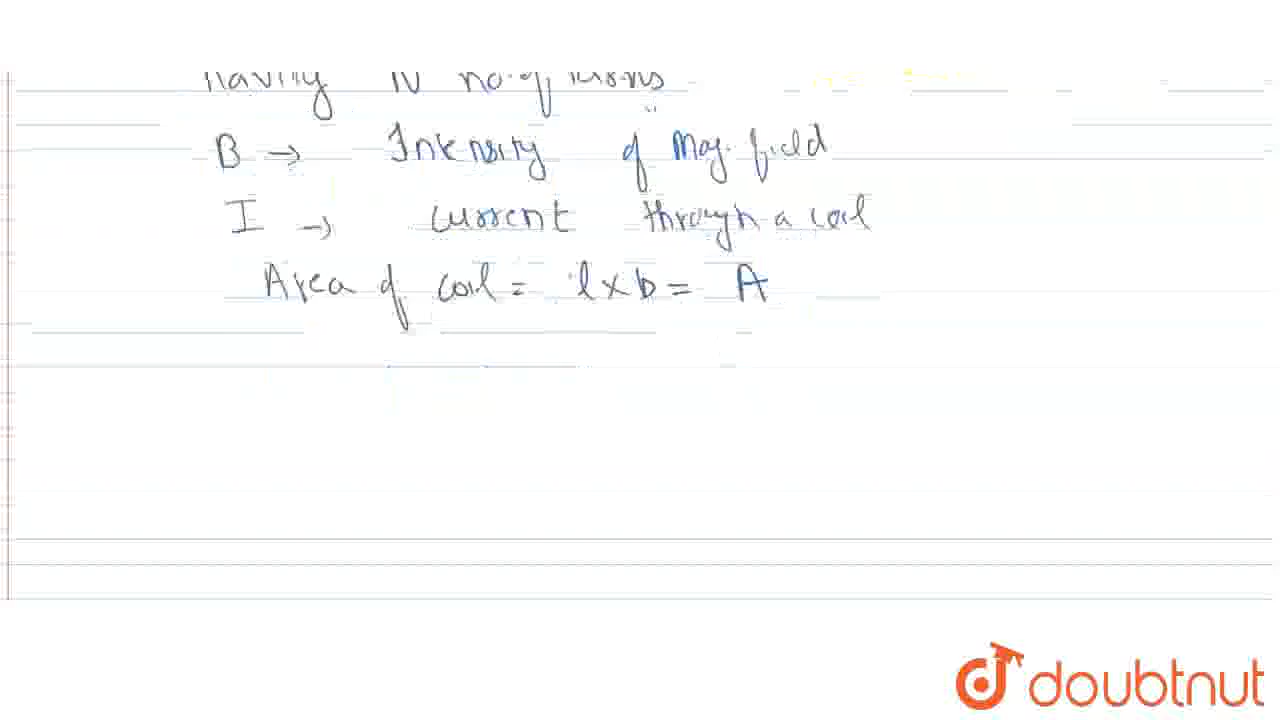 having N no. of turns
B → Intensity of Mag. field
I → current through a coil
Area of coil = l × b = A
doubtnut